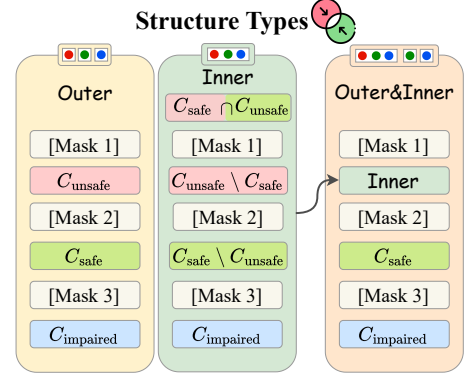 Structure Types
Outer
[Mask 1]
C_unsafe
[Mask 2]
C_safe
[Mask 3]
C_impaired
Inner
C_safe ∩ C_unsafe
[Mask 1]
C_unsafe \ C_safe
[Mask 2]
C_safe \ C_unsafe
[Mask 3]
C_impaired
Outer&Inner
[Mask 1]
Inner
[Mask 2]
C_safe
[Mask 3]
C_impaired